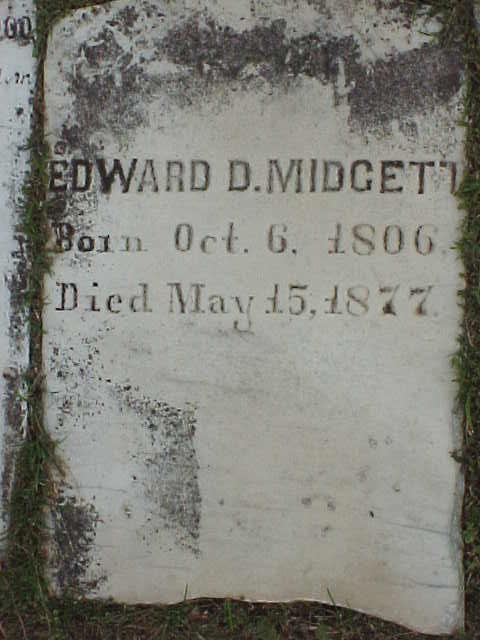 EDWARD D. MIDGETT
Born Oct. 6, 1806.
Died May 15, 1877.